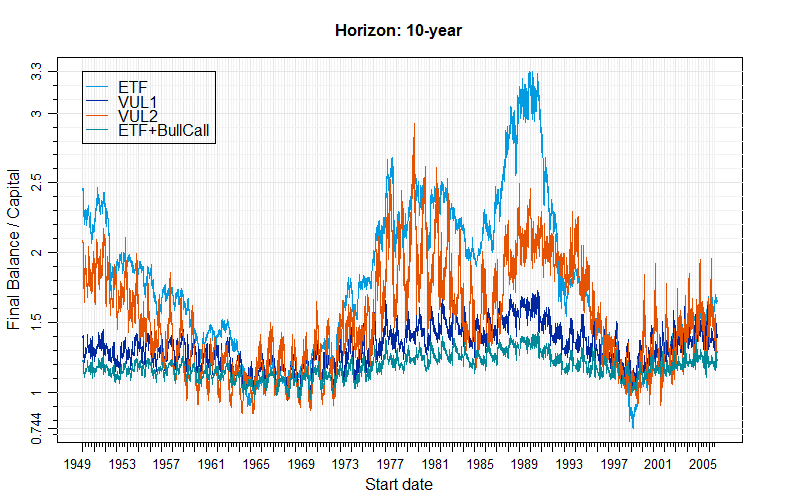 Horizon: 10-year
ETF
VUL1
VUL2
ETF+BullCall
Final Balance / Capital
3.3
3
2.5
2
1.5
1
0.744
1949 1953 1957 1961 1965 1969 1973 1977 1981 1985 1989 1993 1997 2001 2005
Start date